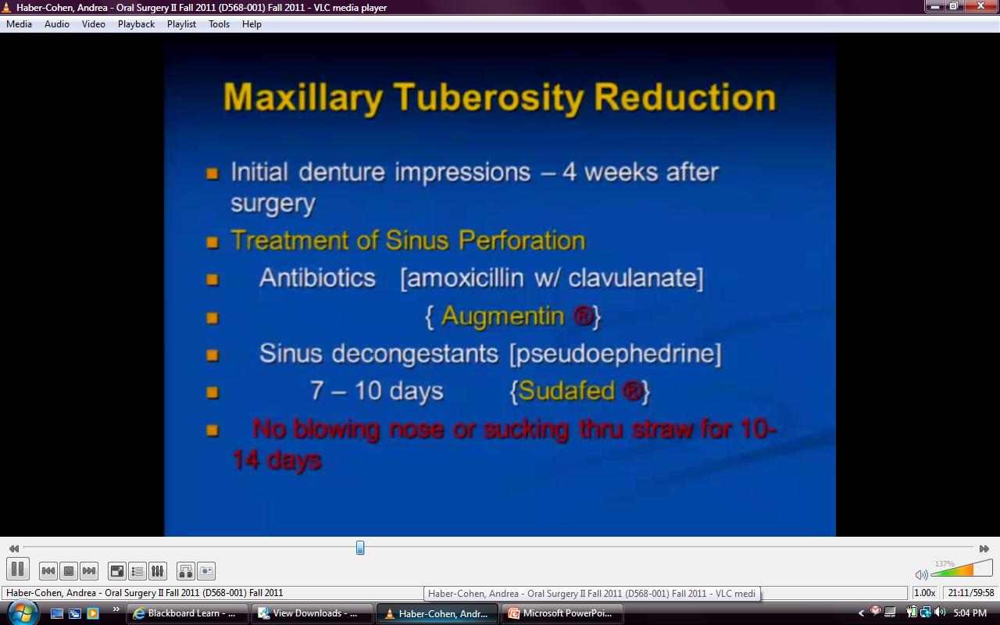 Haber-Cohen, Andrea - Oral Surgery II Fall 2011 (D568-001) Fall 2011 - VLC media player
Media Audio Video Playback Playlist Tools Help
Maxillary Tuberosity Reduction
Initial denture impressions – 4 weeks after
surgery
Treatment of Sinus Perforation
Antibiotics [amoxicillin w/ clavulanate]
{ Augmentin ®}
Sinus decongestants [pseudoephedrine]
7 – 10 days {Sudafed ®}
No blowing nose or sucking thru straw for 10-
14 days
137%
Haber-Cohen, Andrea - Oral Surgery II Fall 2011 (D568-001) Fall 2011
Haber-Cohen, Andrea - Oral Surgery II Fall 2011 (D568-001) Fall 2011 - VLC medi
1.00x 21:11/59:58
Blackboard Learn - ...
View Downloads - ...
Haber-Cohen, Andr...
Microsoft PowerPoi...
5:04 PM